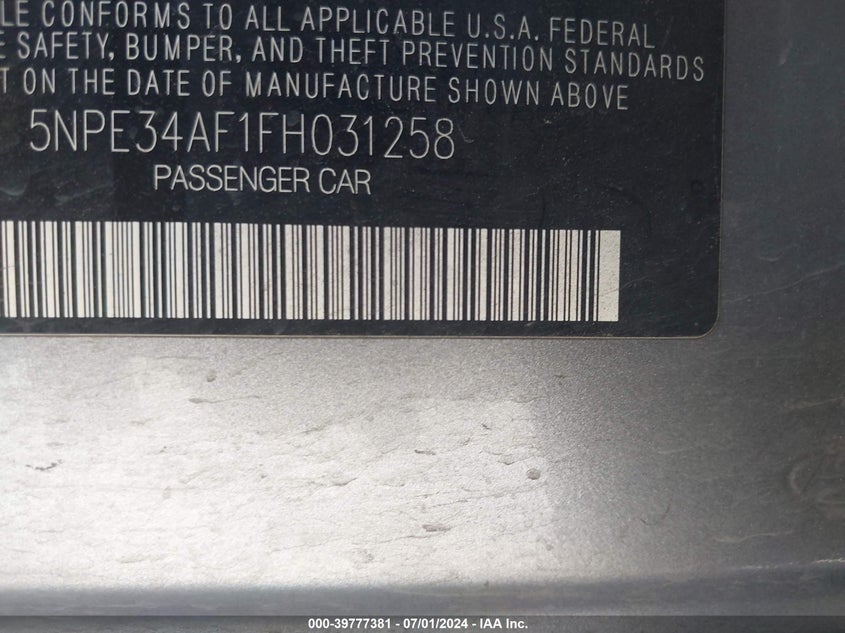 LE CONFORMS TO ALL APPLICABLE U.S.A. FEDERAL
E SAFETY, BUMPER, AND THEFT PREVENTION STANDARDS
T ON THE DATE OF MANUFACTURE SHOWN ABOVE
5NPE34AF1FH031258
PASSENGER CAR
000-39777381 - 07/01/2024 - IAA Inc.